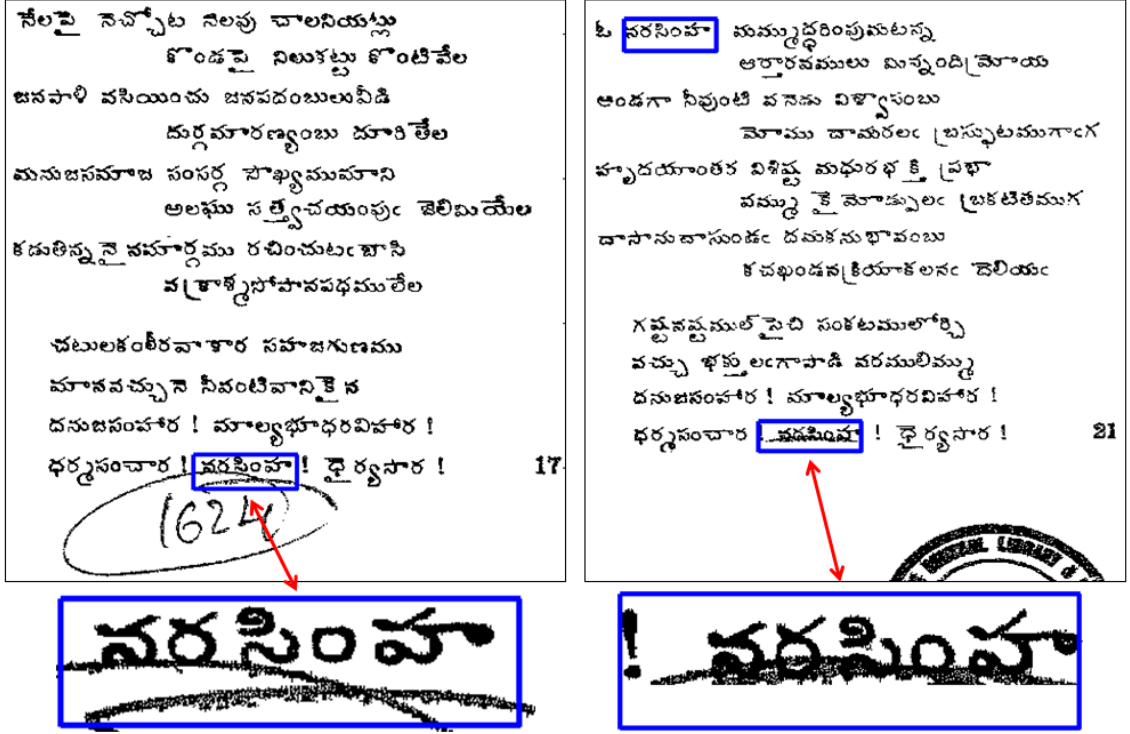 నేలపై నెచ్చోట నెలవు చాలనియట్లు
కొండపై నిలుకట్టు కొంటివేల
జనపాళి వసియించు జనపదంబులువీడి
దుర్గమారణ్యంబు దూరితేల
మనుజసమాజ సంసర్గ సౌఖ్యముమాని
అలఘు సత్త్వచయంపుఁ జెలిమియేల
కడుతిన్ననై నమార్గము రచించుటఁబాసి
వక్రాశ్మసోపానపథములేల
చటులకంఠీరవాకార సహజగుణము
మానవచ్చునె నీవంటివానికైన
దనుజసంహార ! మాల్యభూధరవిహార !
ధర్మసంచార ! నరసింహ ! ధైర్యసార ! 17
1624
ఓ నరసింహ మమ్ముద్ధరింపుమటన్న
ఆర్తారవములు మిన్నంది మ్రోయ
అండగా నీవుంటి వనెడు విశ్వాసంబు
మోము దామరలఁ బ్రస్ఫుటముగాఁగ
హృదయాంతర విశిష్ట మధురభక్తి ప్రభా
వమ్ము కై మోడ్పులఁ బ్రకటితముగ
దాసానుదాసుండఁ దమకనుభావంబు
కచఖండనక్రియాకలనఁ దెలియఁ
గష్టనష్టముల్ సైచి సంకటములోర్చి
వచ్చు భక్తులఁగాపాడి వరములిమ్ము
దనుజసంహార ! మాల్యభూధరవిహార !
ధర్మసంచార ! నరసింహ ! ధైర్యసార ! 21
LIBRARY &
నరసింహ
! నరసింహ